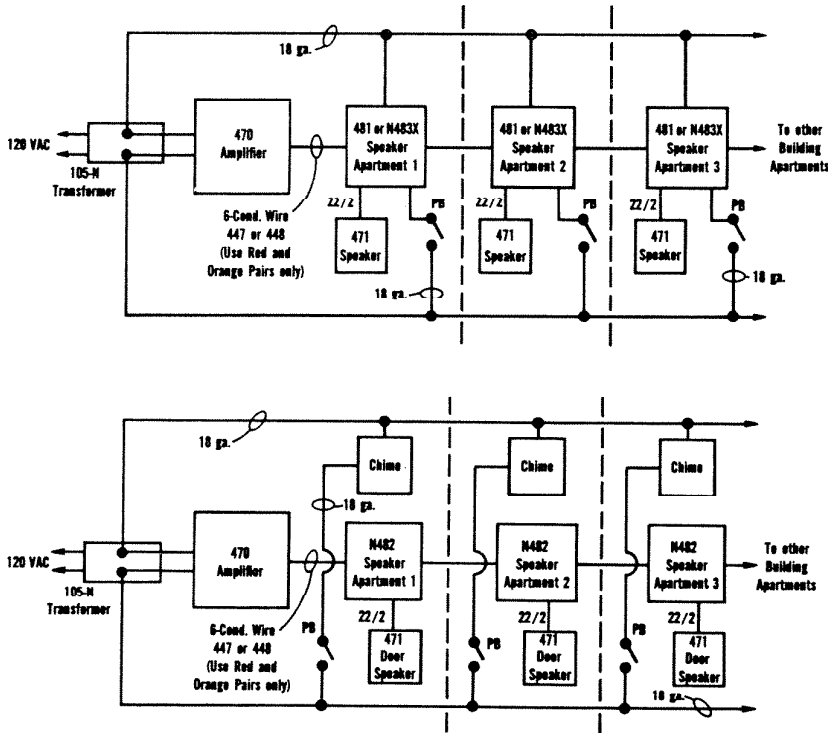 18 ga.
120 VAC
105-N
Transformer
470
Amplifier
481 or N483X
Speaker
Apartment 1
481 or N483X
Speaker
Apartment 2
481 or N483X
Speaker
Apartment 3
To other
Building
Apartments
6-Cond. Wire
447 or 448
(Use Red and
Orange Pairs only)
22/2
PB
471
Speaker
18 ga.
22/2
PB
471
Speaker
22/2
PB
471
Speaker
18 ga.
18 ga.
Chime
Chime
Chime
18 ga.
120 VAC
105-N
Transformer
470
Amplifier
N482
Speaker
Apartment 1
N482
Speaker
Apartment 2
N482
Speaker
Apartment 3
To other
Building
Apartments
6-Cond. Wire
447 or 448
(Use Red and
Orange Pairs only)
PB
22/2
471
Door
Speaker
PB
22/2
471
Door
Speaker
PB
22/2
471
Door
Speaker
18 ga.